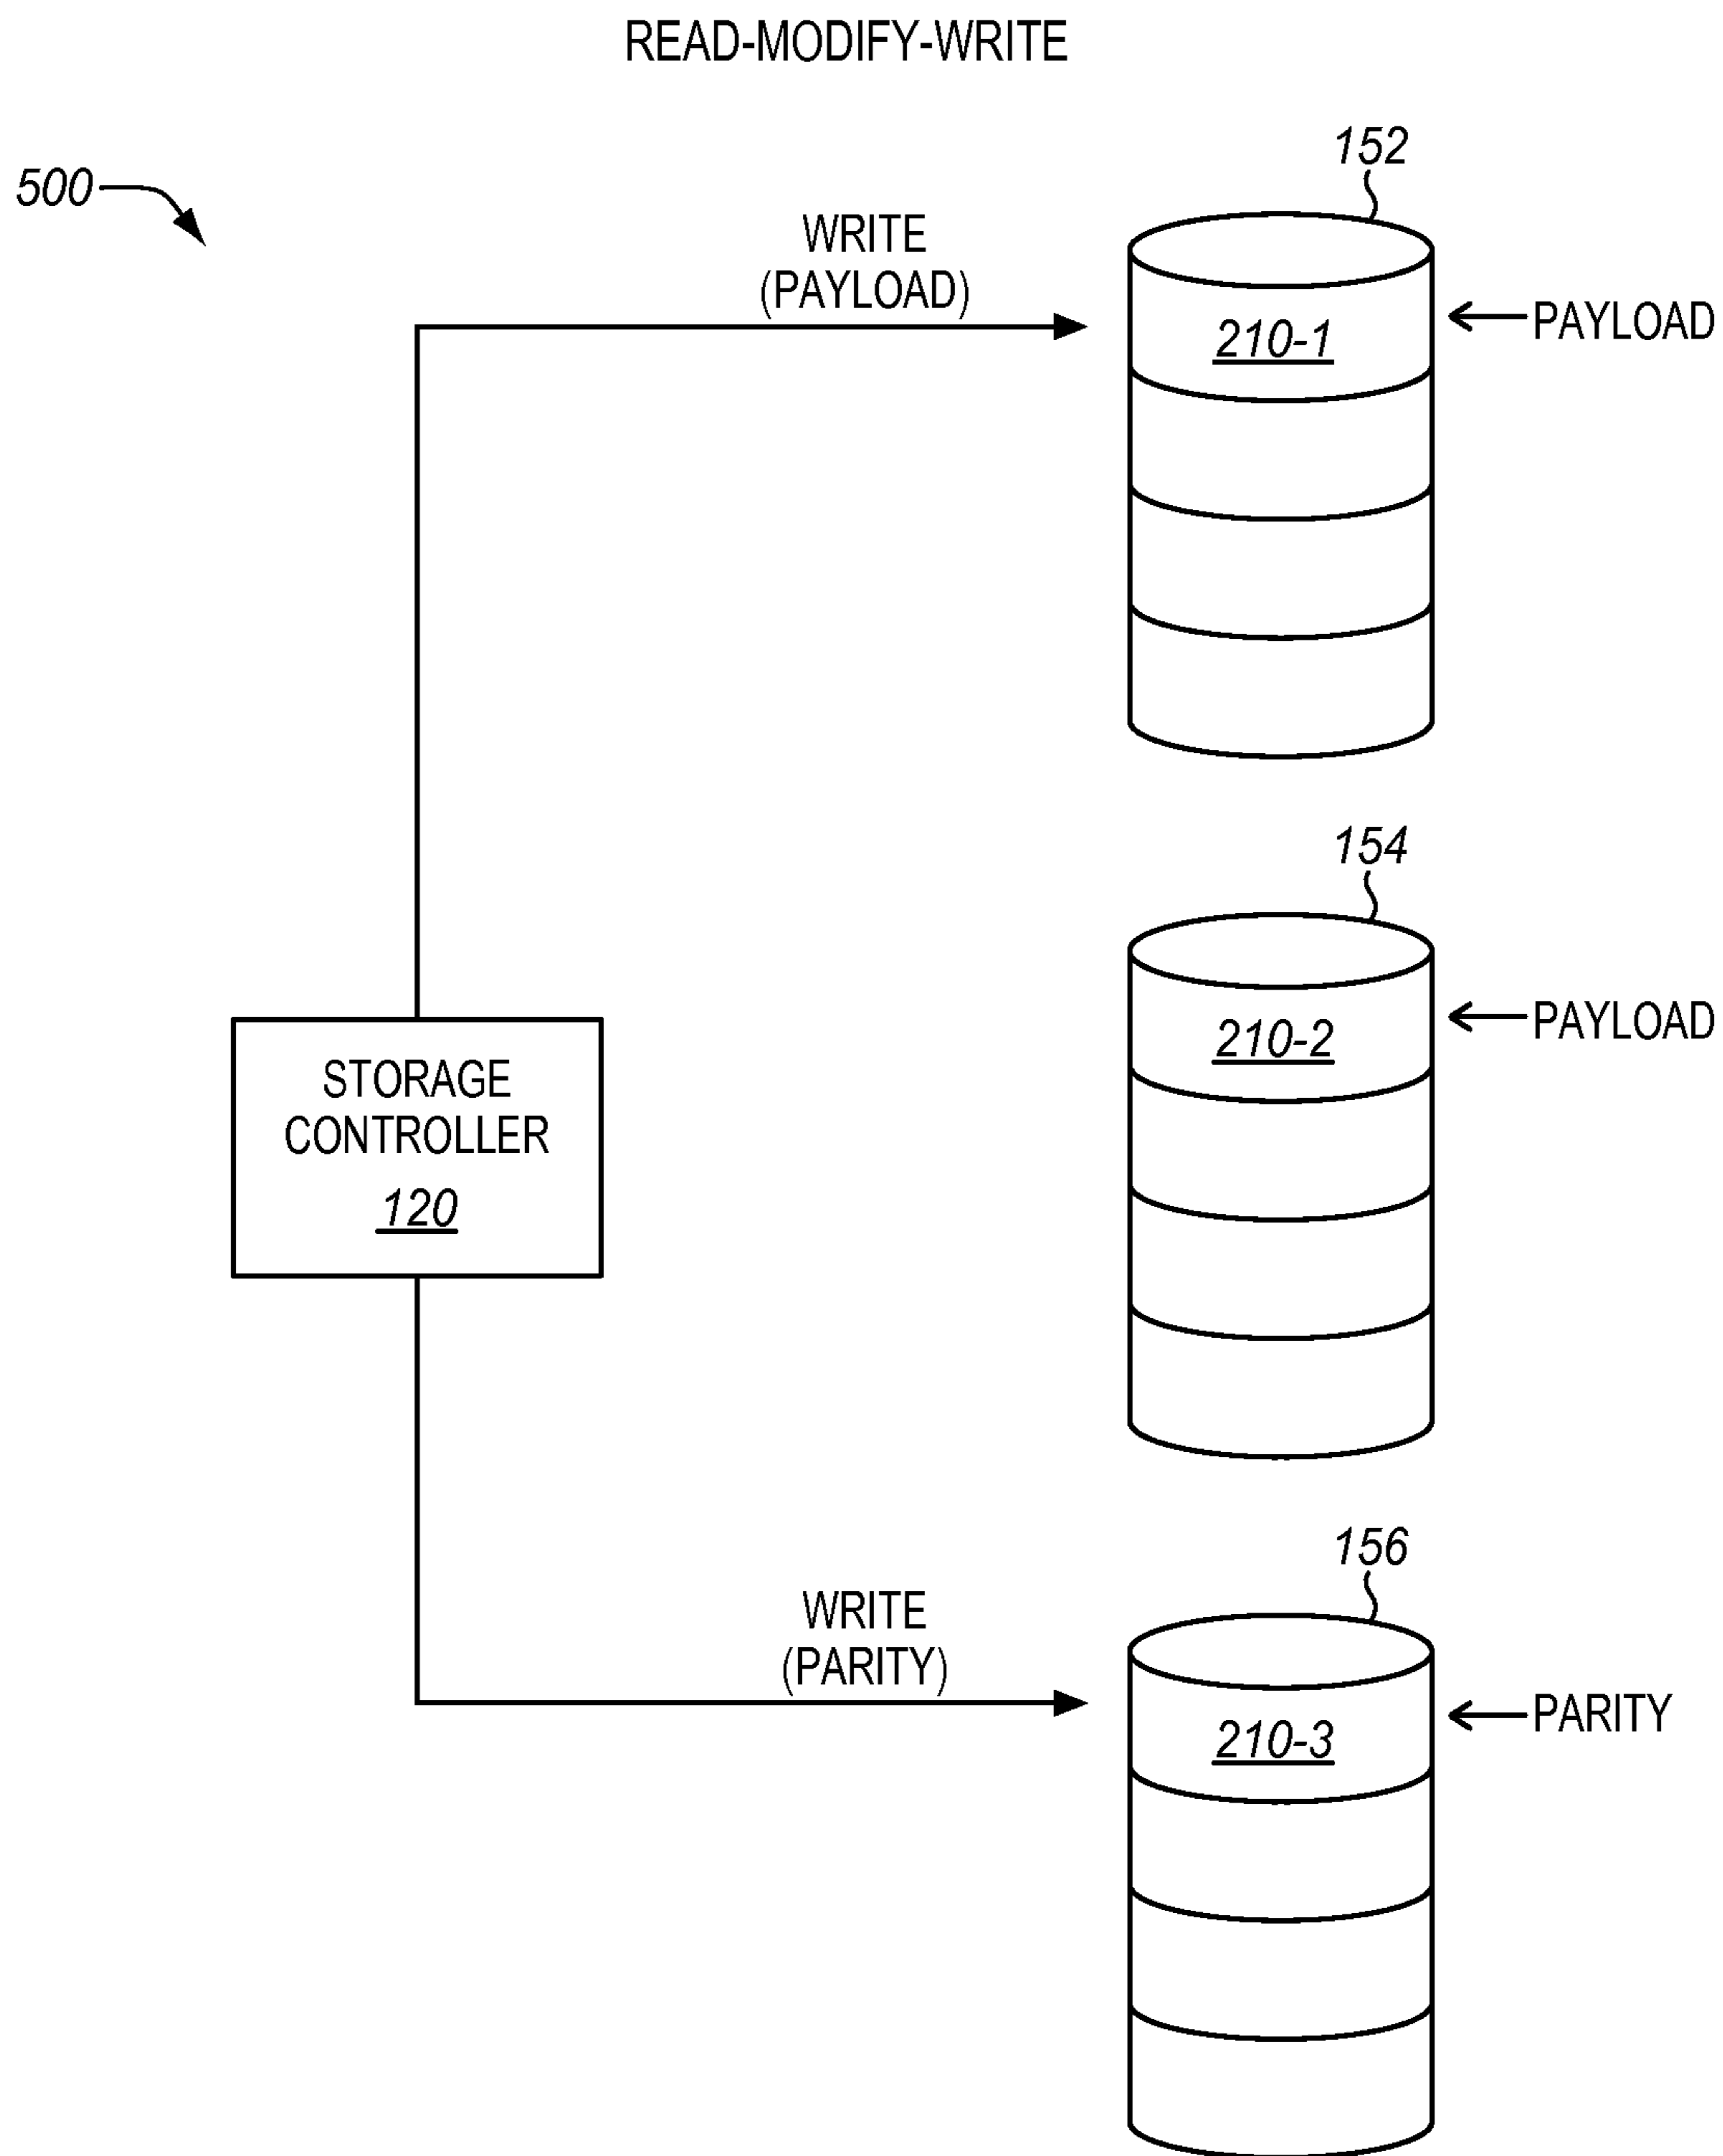 READ-MODIFY-WRITE
500
152
WRITE
(PAYLOAD)
210-1
PAYLOAD
154
210-2
PAYLOAD
STORAGE
CONTROLLER
120
156
WRITE
(PARITY)
210-3
PARITY